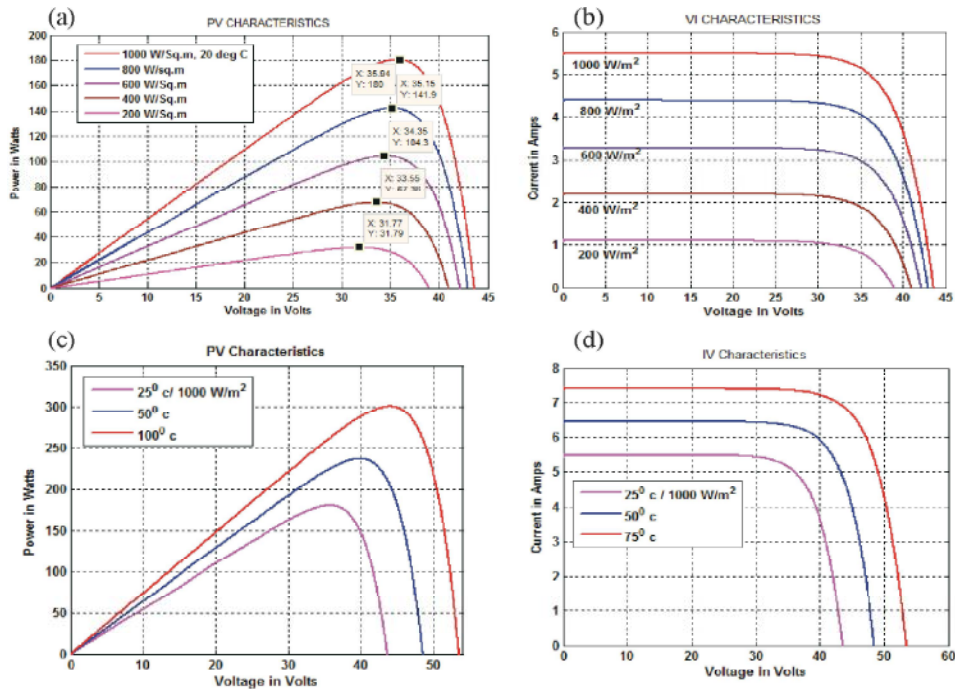 (a)
PV CHARACTERISTICS
Power in Watts
200
180
160
140
120
100
80
60
40
20
0
1000 W/Sq.m, 20 deg C
800 W/sq.m
600 W/sq.m
400 W/Sq.m
200 W/Sq.m
X: 35.94
Y: 180
X: 35.15
Y: 141.9
X: 34.35
Y: 104.3
X: 33.55
X: 31.77
Y: 31.79
0 5 10 15 20 25 30 35 40 45
Voltage in Volts
(b)
VI CHARACTERISTICS
Current in Amps
6
5
4
3
2
1
0
1000 W/m²
800 W/m²
600 W/m²
400 W/m²
200 W/m²
0 5 10 15 20 25 30 35 40 45
Voltage in Volts
(c)
PV Characteristics
Power in Watts
350
300
250
200
150
100
50
0
25⁰ c/ 1000 W/m²
50⁰ c
100⁰ c
0 10 20 30 40 50
Voltage in Volts
(d)
IV Characteristics
Current in Amps
8
7
6
5
4
3
2
1
0
25⁰ c / 1000 W/m²
50⁰ c
75⁰ c
0 10 20 30 40 50 60
Voltage in Volts